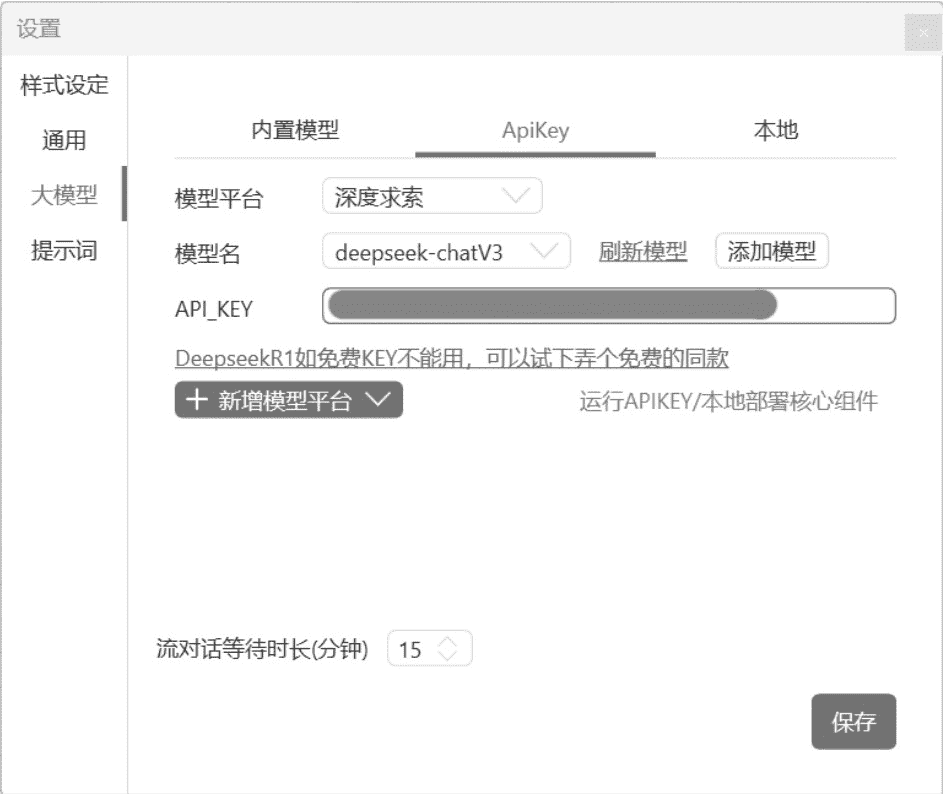 设置
×
样式设定
通用
大模型
提示词
内置模型 ApiKey 本地
模型平台 深度求索
模型名 deepseek-chatV3 刷新模型 添加模型
API_KEY
DeepseekR1如免费KEY不能用，可以试下弄个免费的同款
新增模型平台 运行APIKEY/本地部署核心组件
流对话等待时长(分钟) 15
保存